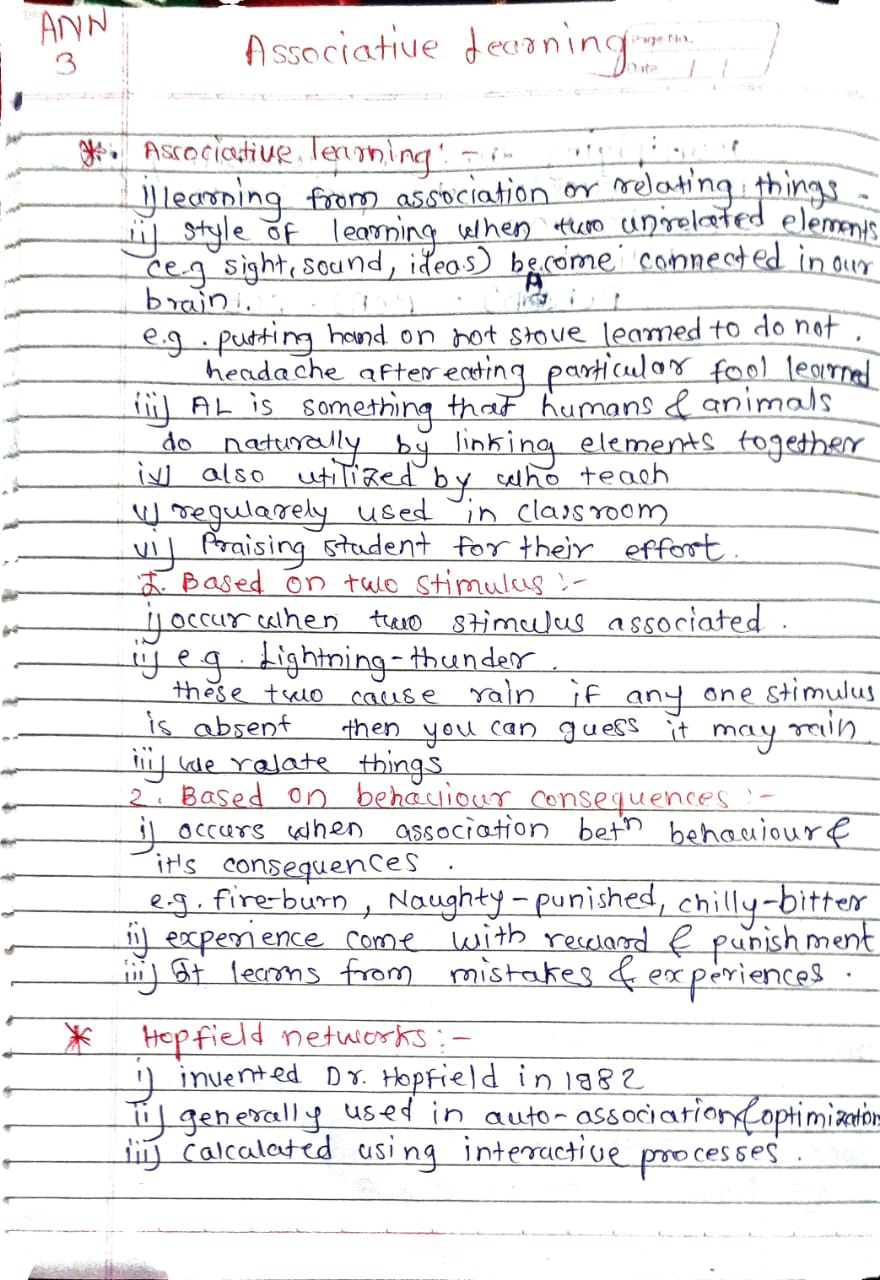 ANN
3
Associative Learning
Page No.
Date / /
*. Associative learning :-
i) learning from association or relating things.
ii) style of learning when two unrelated elements
(e.g sight, sound, ideas) become connected in our
brain.
e.g. putting hand on hot stove learned to do not.
headache after eating particular fool learned
iii) AL is something that humans & animals
do naturally by linking elements together
iv) also utilized by who teach
v) regularely used in classroom
vi) Praising student for their effort.
1. Based on two stimulus :-
i) occur when two stimulus associated.
ii) e.g. Lightning-thunder.
these two cause rain if any one stimulus
is absent then you can guess it may rain
iii) we ralate things
2. Based on behaviour consequences :-
i) occurs when association betn behaviour &
it's consequences.
e.g. fire-burn, Naughty-punished, chilly-bitter
ii) experience come with reward & punishment
iii) It learns from mistakes & experiences.
* Hopfield networks :-
i) invented Dr. Hopfield in 1982
ii) generally used in auto-association & optimization
iii) calculated using interactive processes.